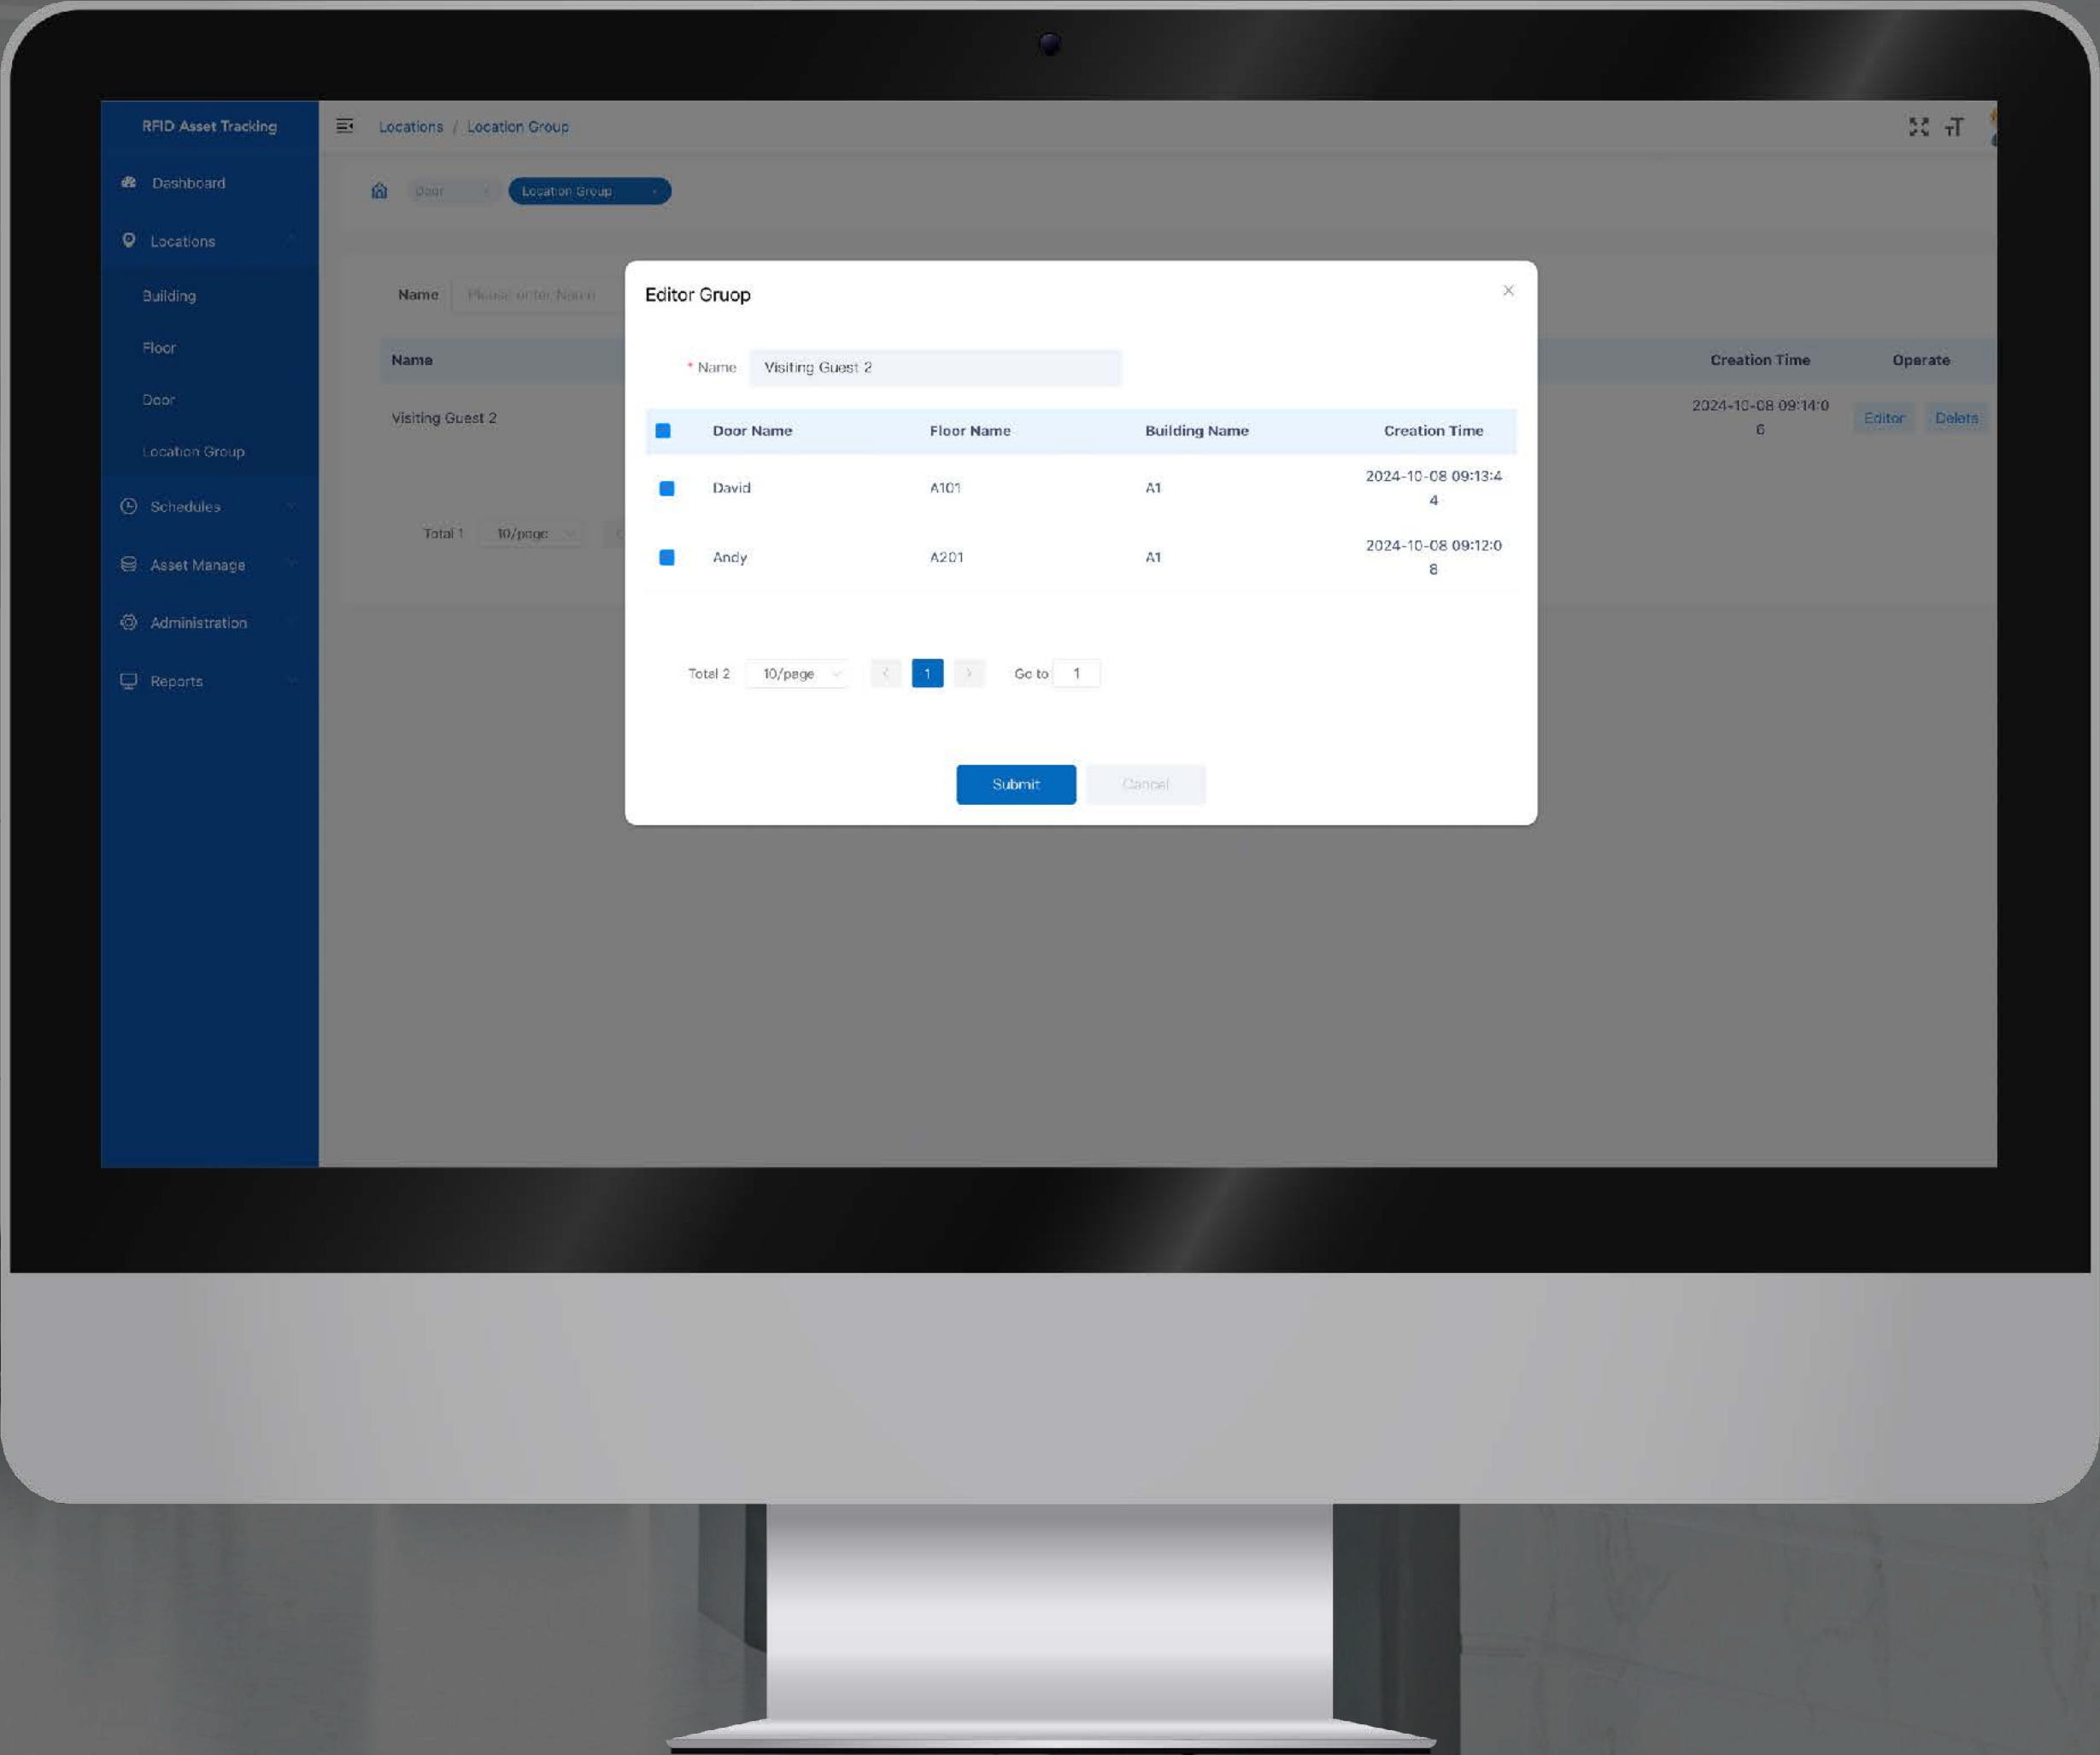 RFID Asset Tracking
Locations / Location Group
Dashboard
Door
Location Group
Locations
Building
Name Please enter Name
Editor Gruop
Floor
Name
Creation Time
Operate
* Name Visiting Guest 2
Door
Visiting Guest 2
2024-10-08 09:14:0
6
Editor
Delete
Door Name
Floor Name
Building Name
Creation Time
Location Group
David
A101
A1
2024-10-08 09:13:4
4
Schedules
Total 1
10/page
Andy
A201
A1
2024-10-08 09:12:0
8
Asset Manage
Administration
Reports
Total 2
10/page
1
Go to
1
Submit
Cancel